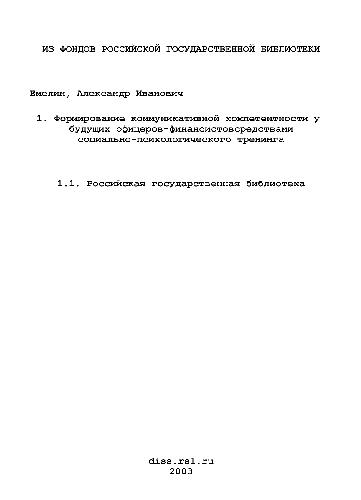 ИЗ ФОНДОВ РОССИЙСКОЙ ГОСУДАРСТВЕННОЙ БИБЛИОТЕКИ
Емелин, Александр Иванович
1. Формирование коммуникативной компетентности у
будущих офицеров-финансистовсредствами
социально-психологического тренинга
1.1. Российская государственная библиотека
diss.rsl.ru
2003